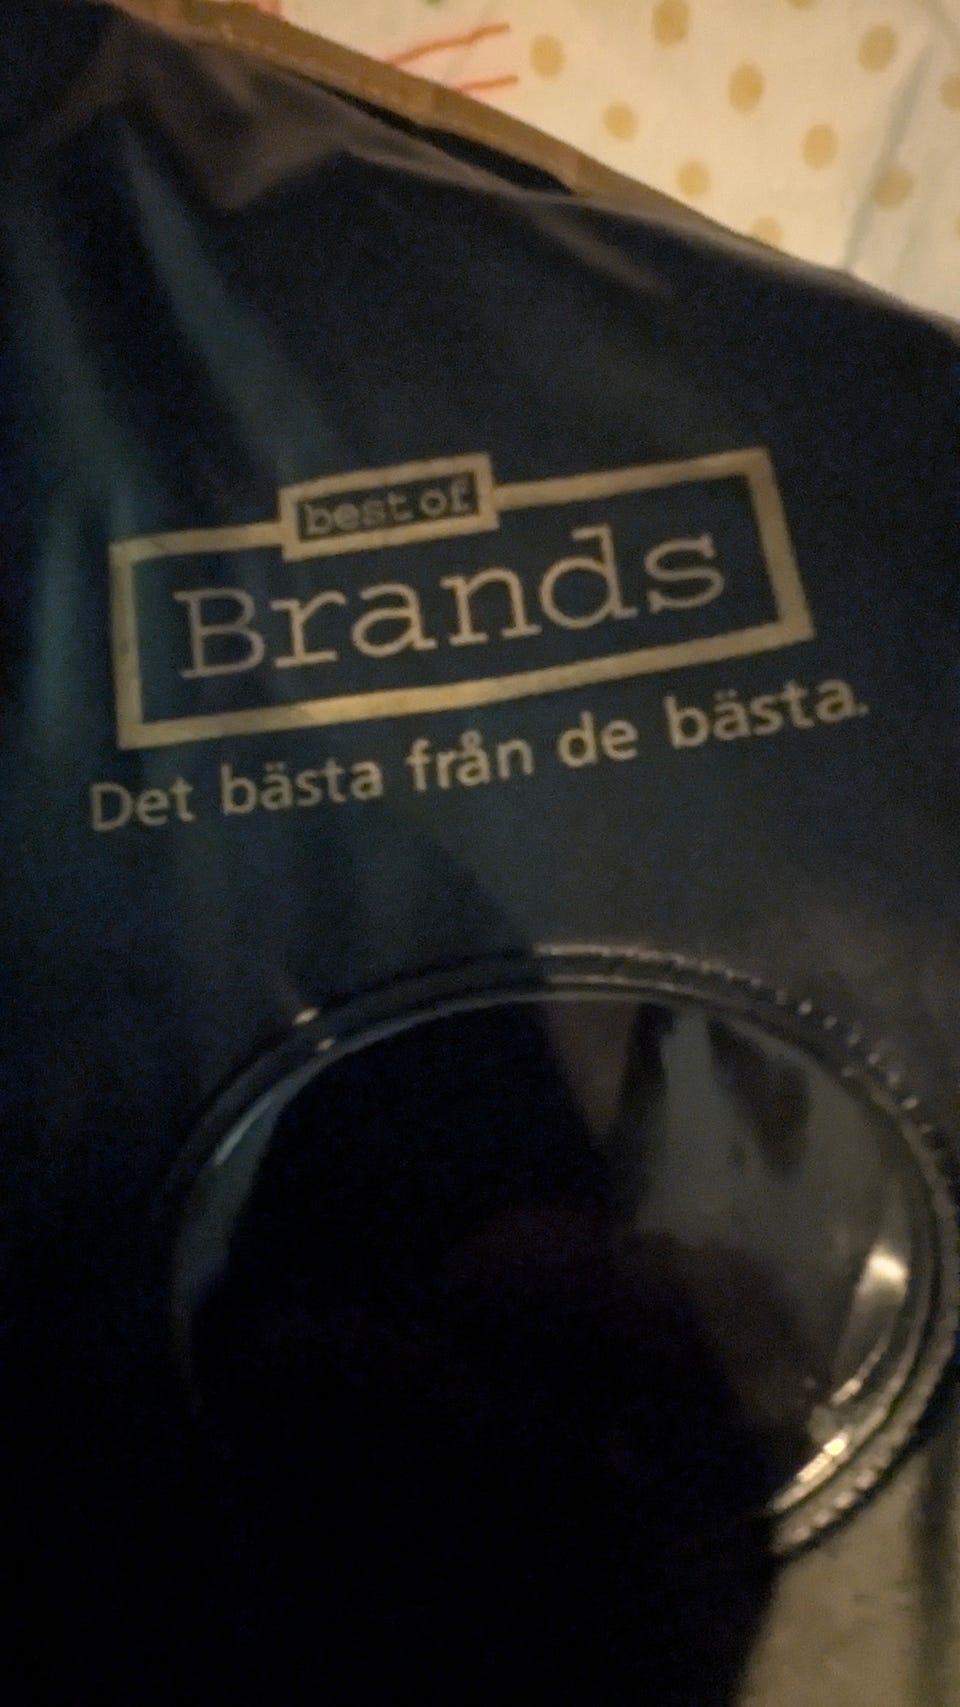 best of
Brands
Det bästa från de bästa.